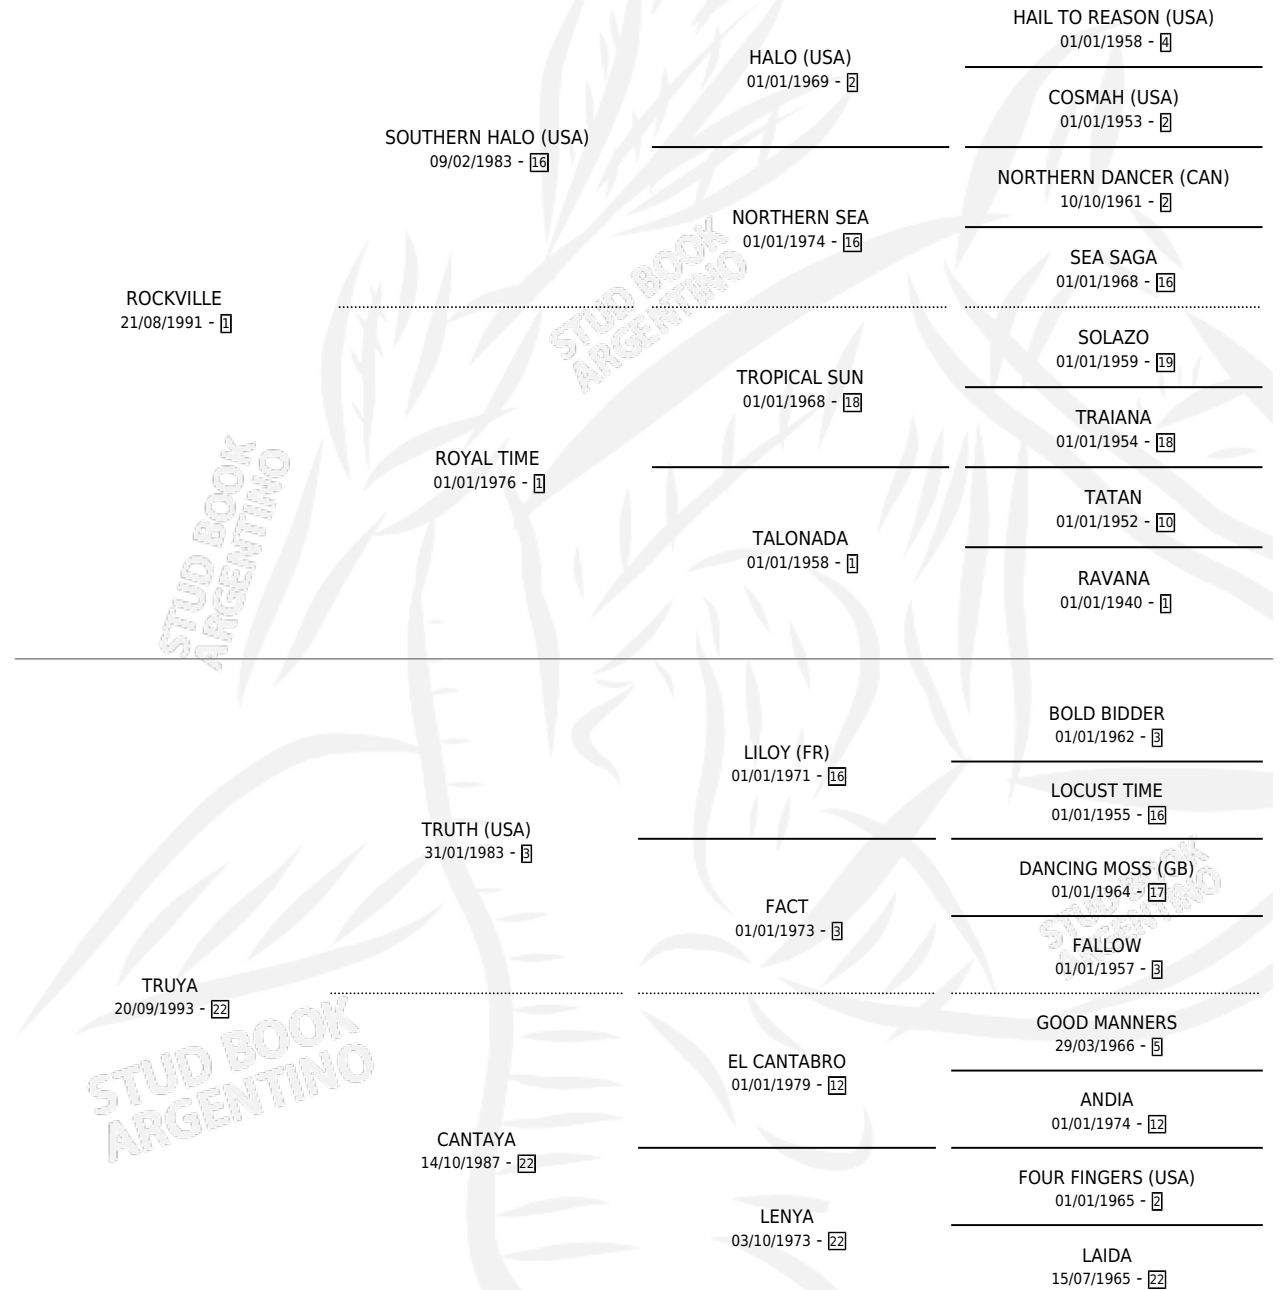 HAIL TO REASON (USA)
01/01/1958 - 4
HALO (USA)
01/01/1969 - 2
COSMAH (USA)
01/01/1953 - 2
SOUTHERN HALO (USA)
09/02/1983 - 16
NORTHERN DANCER (CAN)
10/10/1961 - 2
NORTHERN SEA
01/01/1974 - 16
SEA SAGA
01/01/1968 - 16
ROCKVILLE
21/08/1991 - 1
STUD BOOK
ARGENTINO
SOLAZO
01/01/1959 - 19
TROPICAL SUN
01/01/1968 - 18
TRAIANA
01/01/1954 - 18
ROYAL TIME
01/01/1976 - 1
TATAN
01/01/1952 - 10
TALONADA
01/01/1958 - 1
RAVANA
01/01/1940 - 1
STUD BOOK
ARGENTINO
BOLD BIDDER
01/01/1962 - 3
LILOY (FR)
01/01/1971 - 16
LOCUST TIME
01/01/1955 - 16
TRUTH (USA)
31/01/1983 - 3
DANCING MOSS (GB)
01/01/1964 - 17
FACT
01/01/1973 - 3
STUD BOOK
ARGENTINO
FALLOW
01/01/1957 - 3
TRUYA
20/09/1993 - 22
GOOD MANNERS
29/03/1966 - 5
EL CANTABRO
01/01/1979 - 12
STUD BOOK
ARGENTINO
ANDIA
01/01/1974 - 12
CANTAYA
14/10/1987 - 22
FOUR FINGERS (USA)
01/01/1965 - 2
LENYA
03/10/1973 - 22
LAIDA
15/07/1965 - 22